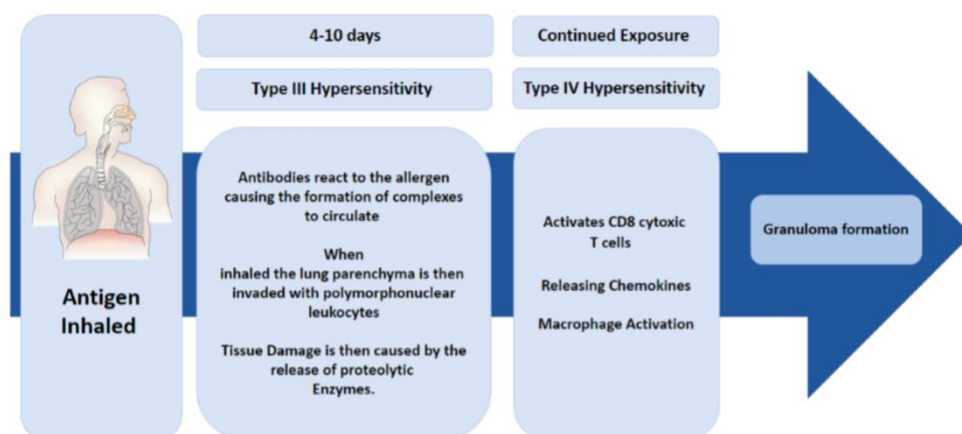 Antigen
Inhaled
4-10 days
Type III Hypersensitivity
Antibodies react to the allergen
causing the formation of complexes
to circulate
When
inhaled the lung parenchyma is then
invaded with polymorphonuclear
leukocytes
Tissue Damage is then caused by the
release of proteolytic
Enzymes.
Continued Exposure
Type IV Hypersensitivity
Activates CD8 cytoxic
T cells
Releasing Chemokines
Macrophage Activation
Granuloma formation